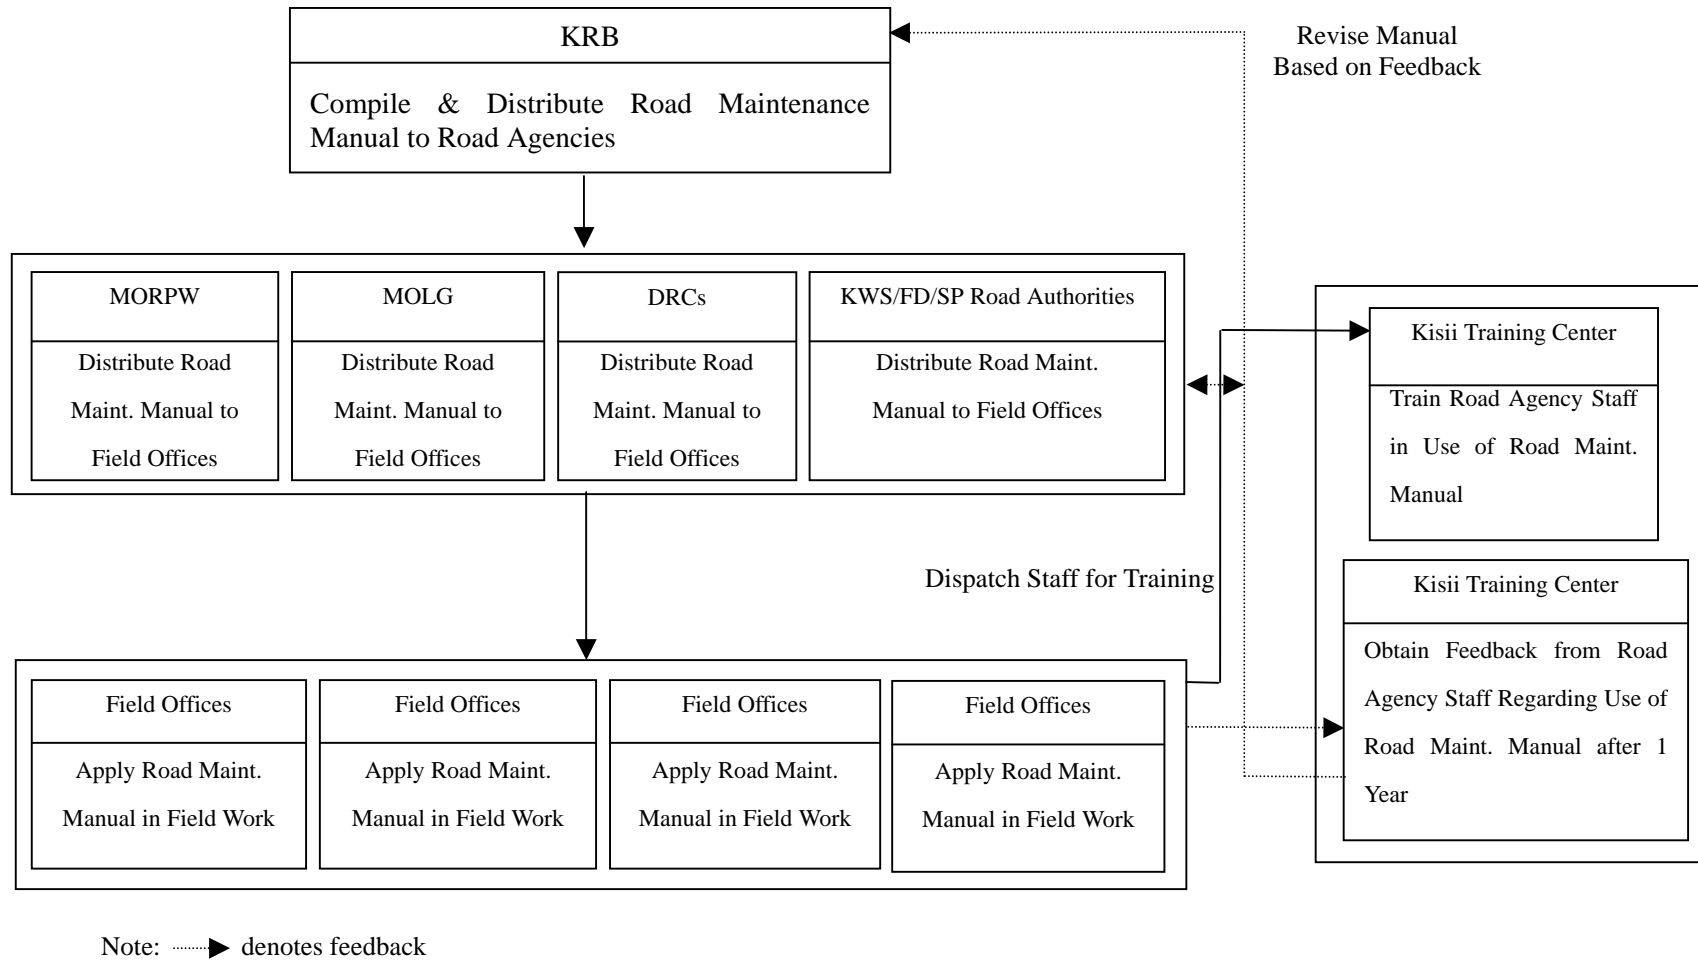 KRB
Compile & Distribute Road Maintenance
Manual to Road Agencies
Revise Manual
Based on Feedback
MORPW
Distribute Road
Maint. Manual to
Field Offices
MOLG
Distribute Road
Maint. Manual to
Field Offices
DRCs
Distribute Road
Maint. Manual to
Field Offices
KWS/FD/SP Road Authorities
Distribute Road Maint.
Manual to Field Offices
Kisii Training Center
Train Road Agency Staff
in Use of Road Maint.
Manual
Dispatch Staff for Training
Kisii Training Center
Obtain Feedback from Road
Agency Staff Regarding Use of
Road Maint. Manual after 1
Year
Field Offices
Apply Road Maint.
Manual in Field Work
Field Offices
Apply Road Maint.
Manual in Field Work
Field Offices
Apply Road Maint.
Manual in Field Work
Field Offices
Apply Road Maint.
Manual in Field Work
Note: denotes feedback